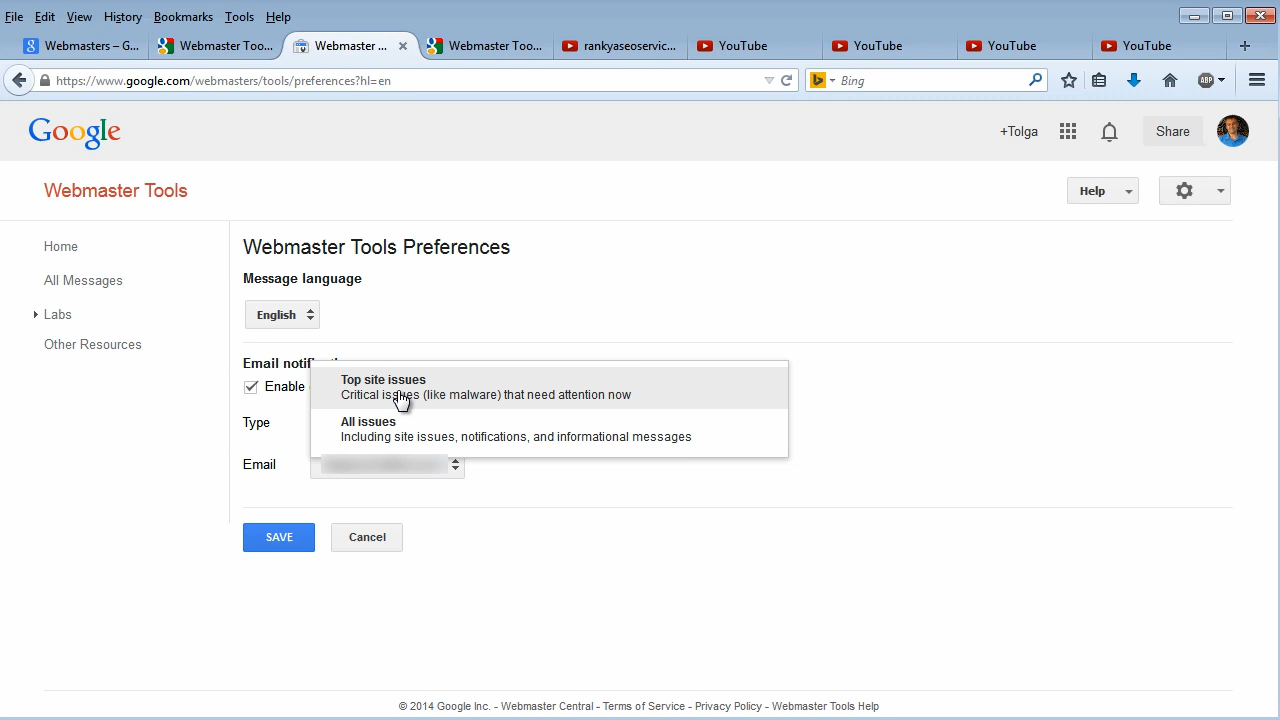 File Edit View History Bookmarks Tools Help
Webmasters – G... Webmaster Too... Webmaster ... Webmaster Too... rankyaseoservic... YouTube YouTube YouTube YouTube
https://www.google.com/webmasters/tools/preferences?hl=en Bing ABP
Google +Tolga Share
Webmaster Tools Help
Home
All Messages
Labs
Other Resources
Webmaster Tools Preferences
Message language
English
Email
Enable
Top site issues
Critical issues (like malware) that need attention now
Type
All issues
Including site issues, notifications, and informational messages
Email
SAVE Cancel
© 2014 Google Inc. - Webmaster Central - Terms of Service - Privacy Policy - Webmaster Tools Help